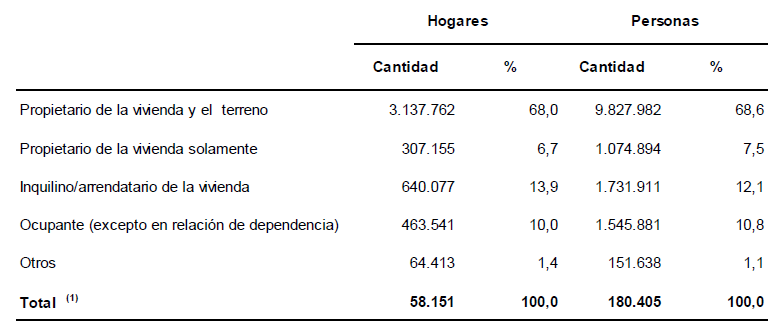 Hogares Personas
Cantidad % Cantidad %
Propietario de la vivienda y el terreno 3.137.762 68,0 9.827.982 68,6
Propietario de la vivienda solamente 307.155 6,7 1.074.894 7,5
Inquilino/arrendatario de la vivienda 640.077 13,9 1.731.911 12,1
Ocupante (excepto en relación de dependencia) 463.541 10,0 1.545.881 10,8
Otros 64.413 1,4 151.638 1,1
Total (1) 58.151 100,0 180.405 100,0